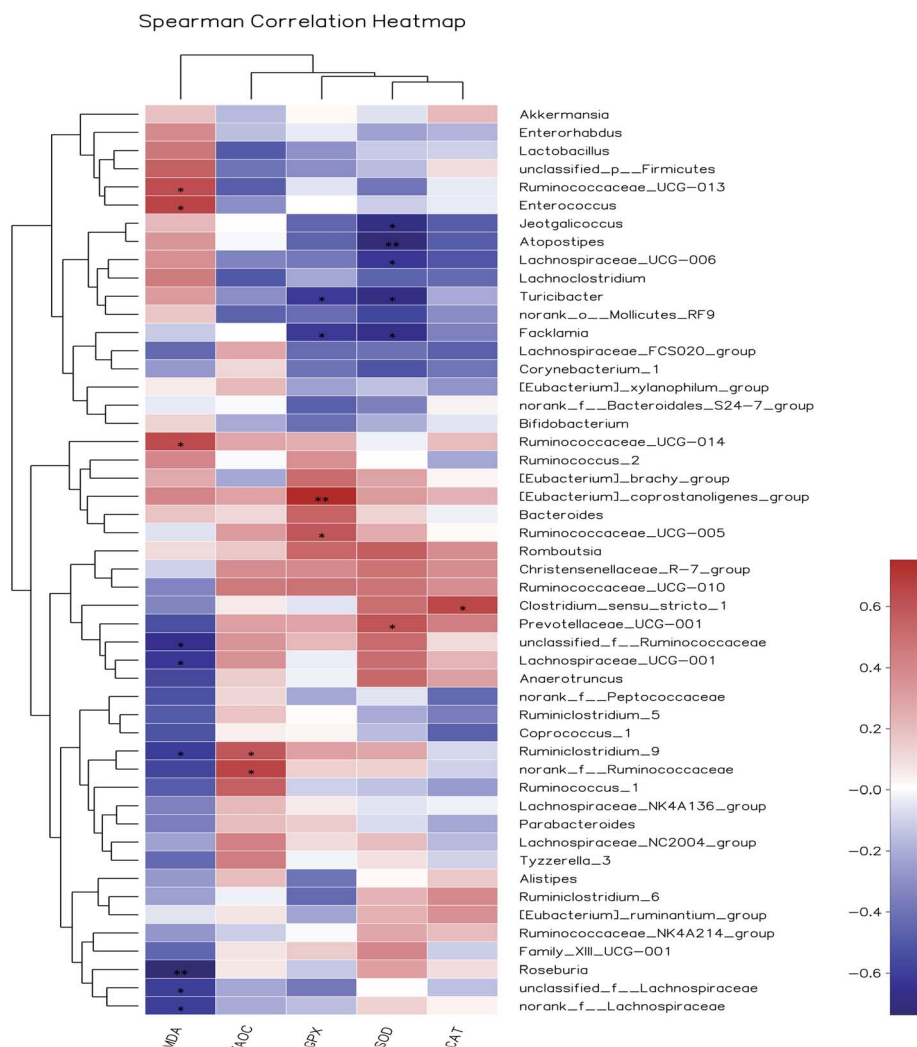 Spearman Correlation Heatmap
Akkermansia
Enterorhabdus
Lactobacillus
unclassified_p__Firmicutes
* Ruminococcaceae_UCG-013
* Enterococcus
* Jeotgalicoccus
** Atopostipes
* Lachnospiraceae_UCG-006
Lachnoclostridium
* * Turicibacter
norank_o__Mollicutes_RF9
* * Facklamia
Lachnospiraceae_FCS020_group
Corynebacterium_1
[Eubacterium]_xylanophilum_group
norank_f__Bacteroidales_S24-7_group
Bifidobacterium
* Ruminococcaceae_UCG-014
Ruminococcus_2
[Eubacterium]_brachy_group
** [Eubacterium]_coprostanoligenes_group
Bacteroides
* Ruminococcaceae_UCG-005
Romboutsia
Christensenellaceae_R-7_group
Ruminococcaceae_UCG-010
* Clostridium_sensu_stricto_1
* Prevotellaceae_UCG-001
* unclassified_f__Ruminococcaceae
* Lachnospiraceae_UCG-001
Anaerotruncus
norank_f__Peptococcaceae
Ruminiclostridium_5
Coprococcus_1
* * Ruminiclostridium_9
* norank_f__Ruminococcaceae
Ruminococcus_1
Lachnospiraceae_NK4A136_group
Parabacteroides
Lachnospiraceae_NC2004_group
Tyzzerella_3
Alistipes
Ruminiclostridium_6
[Eubacterium]_ruminantium_group
Ruminococcaceae_NK4A214_group
Family_XIII_UCG-001
** Roseburia
* unclassified_f__Lachnospiraceae
* norank_f__Lachnospiraceae
MDA
AOC
GPX
SOD
CAT
0.6
0.4
0.2
-0.0
-0.2
-0.4
-0.6